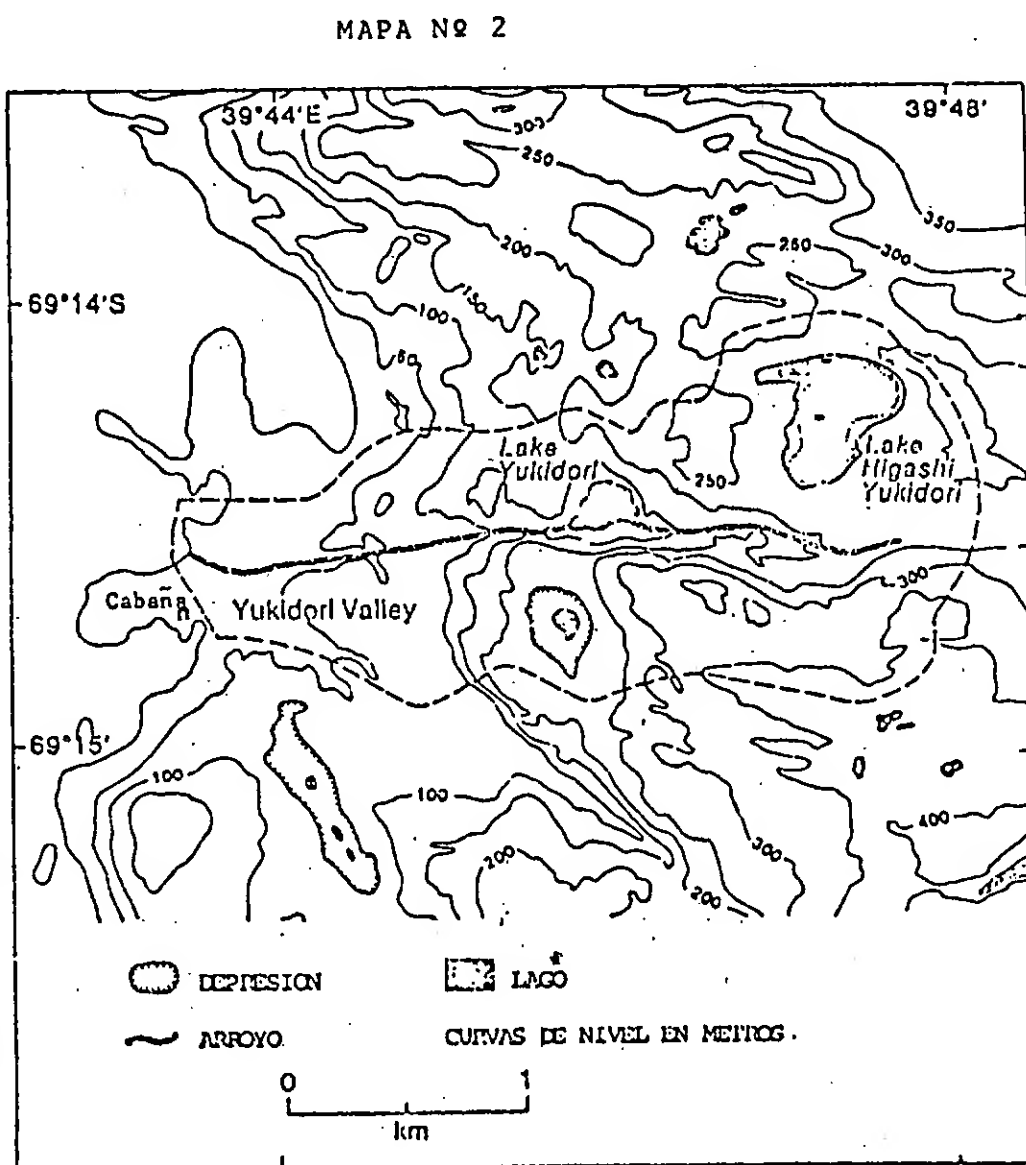 MAPA Nº 2
39°44'E
39°48'
300
250
350
200
250
300
69°14'S
150
100
Lake
Yukidori
Lake
Higashi
Yukidori
250
300
Cabaña
Yukidori Valley
69°15'
100
100
400
200
300
200
DEPRESION
LAGO
ARROYO
CURVAS DE NIVEL EN METROS.
0 1
km